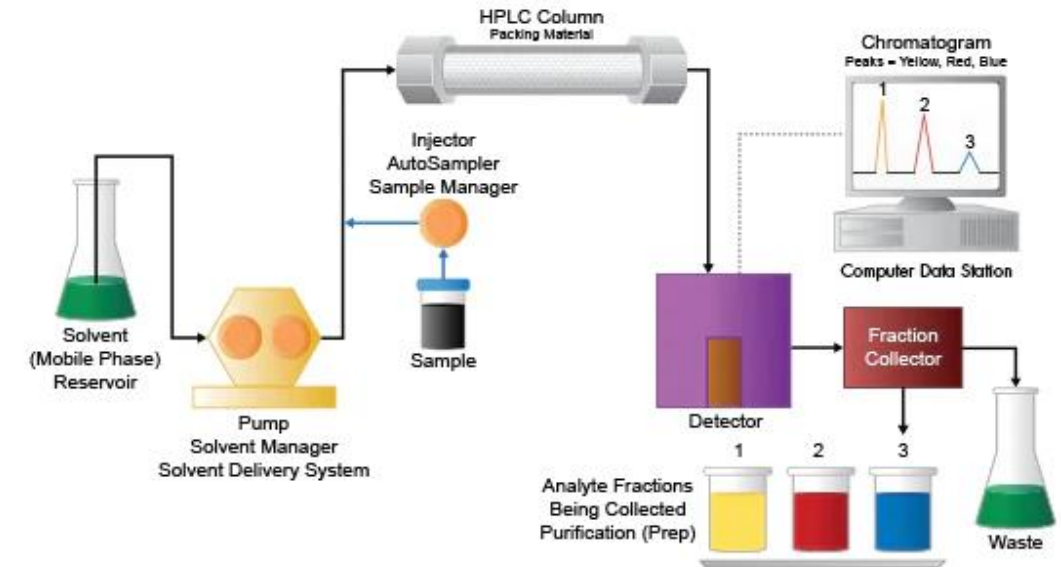 HPLC Column
Packing Material
Chromatogram
Peaks = Yellow, Red, Blue
1
2
3
Computer Data Station
Injector
AutoSampler
Sample Manager
Sample
Solvent
(Mobile Phase)
Reservoir
Pump
Solvent Manager
Solvent Delivery System
Detector
Fraction
Collector
1 2 3
Analyte Fractions
Being Collected
Purification (Prep)
Waste